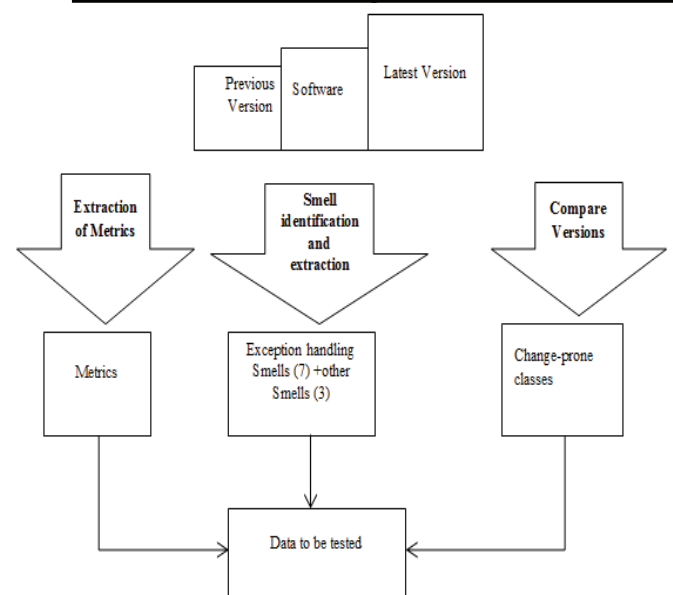 Previous
Version
Software
Latest Version
Extraction
of Metrics
Smell
identification
and
extraction
Compare
Versions
Metrics
Exception handling
Smells (7) +other
Smells (3)
Change-prone
classes
Data to be tested